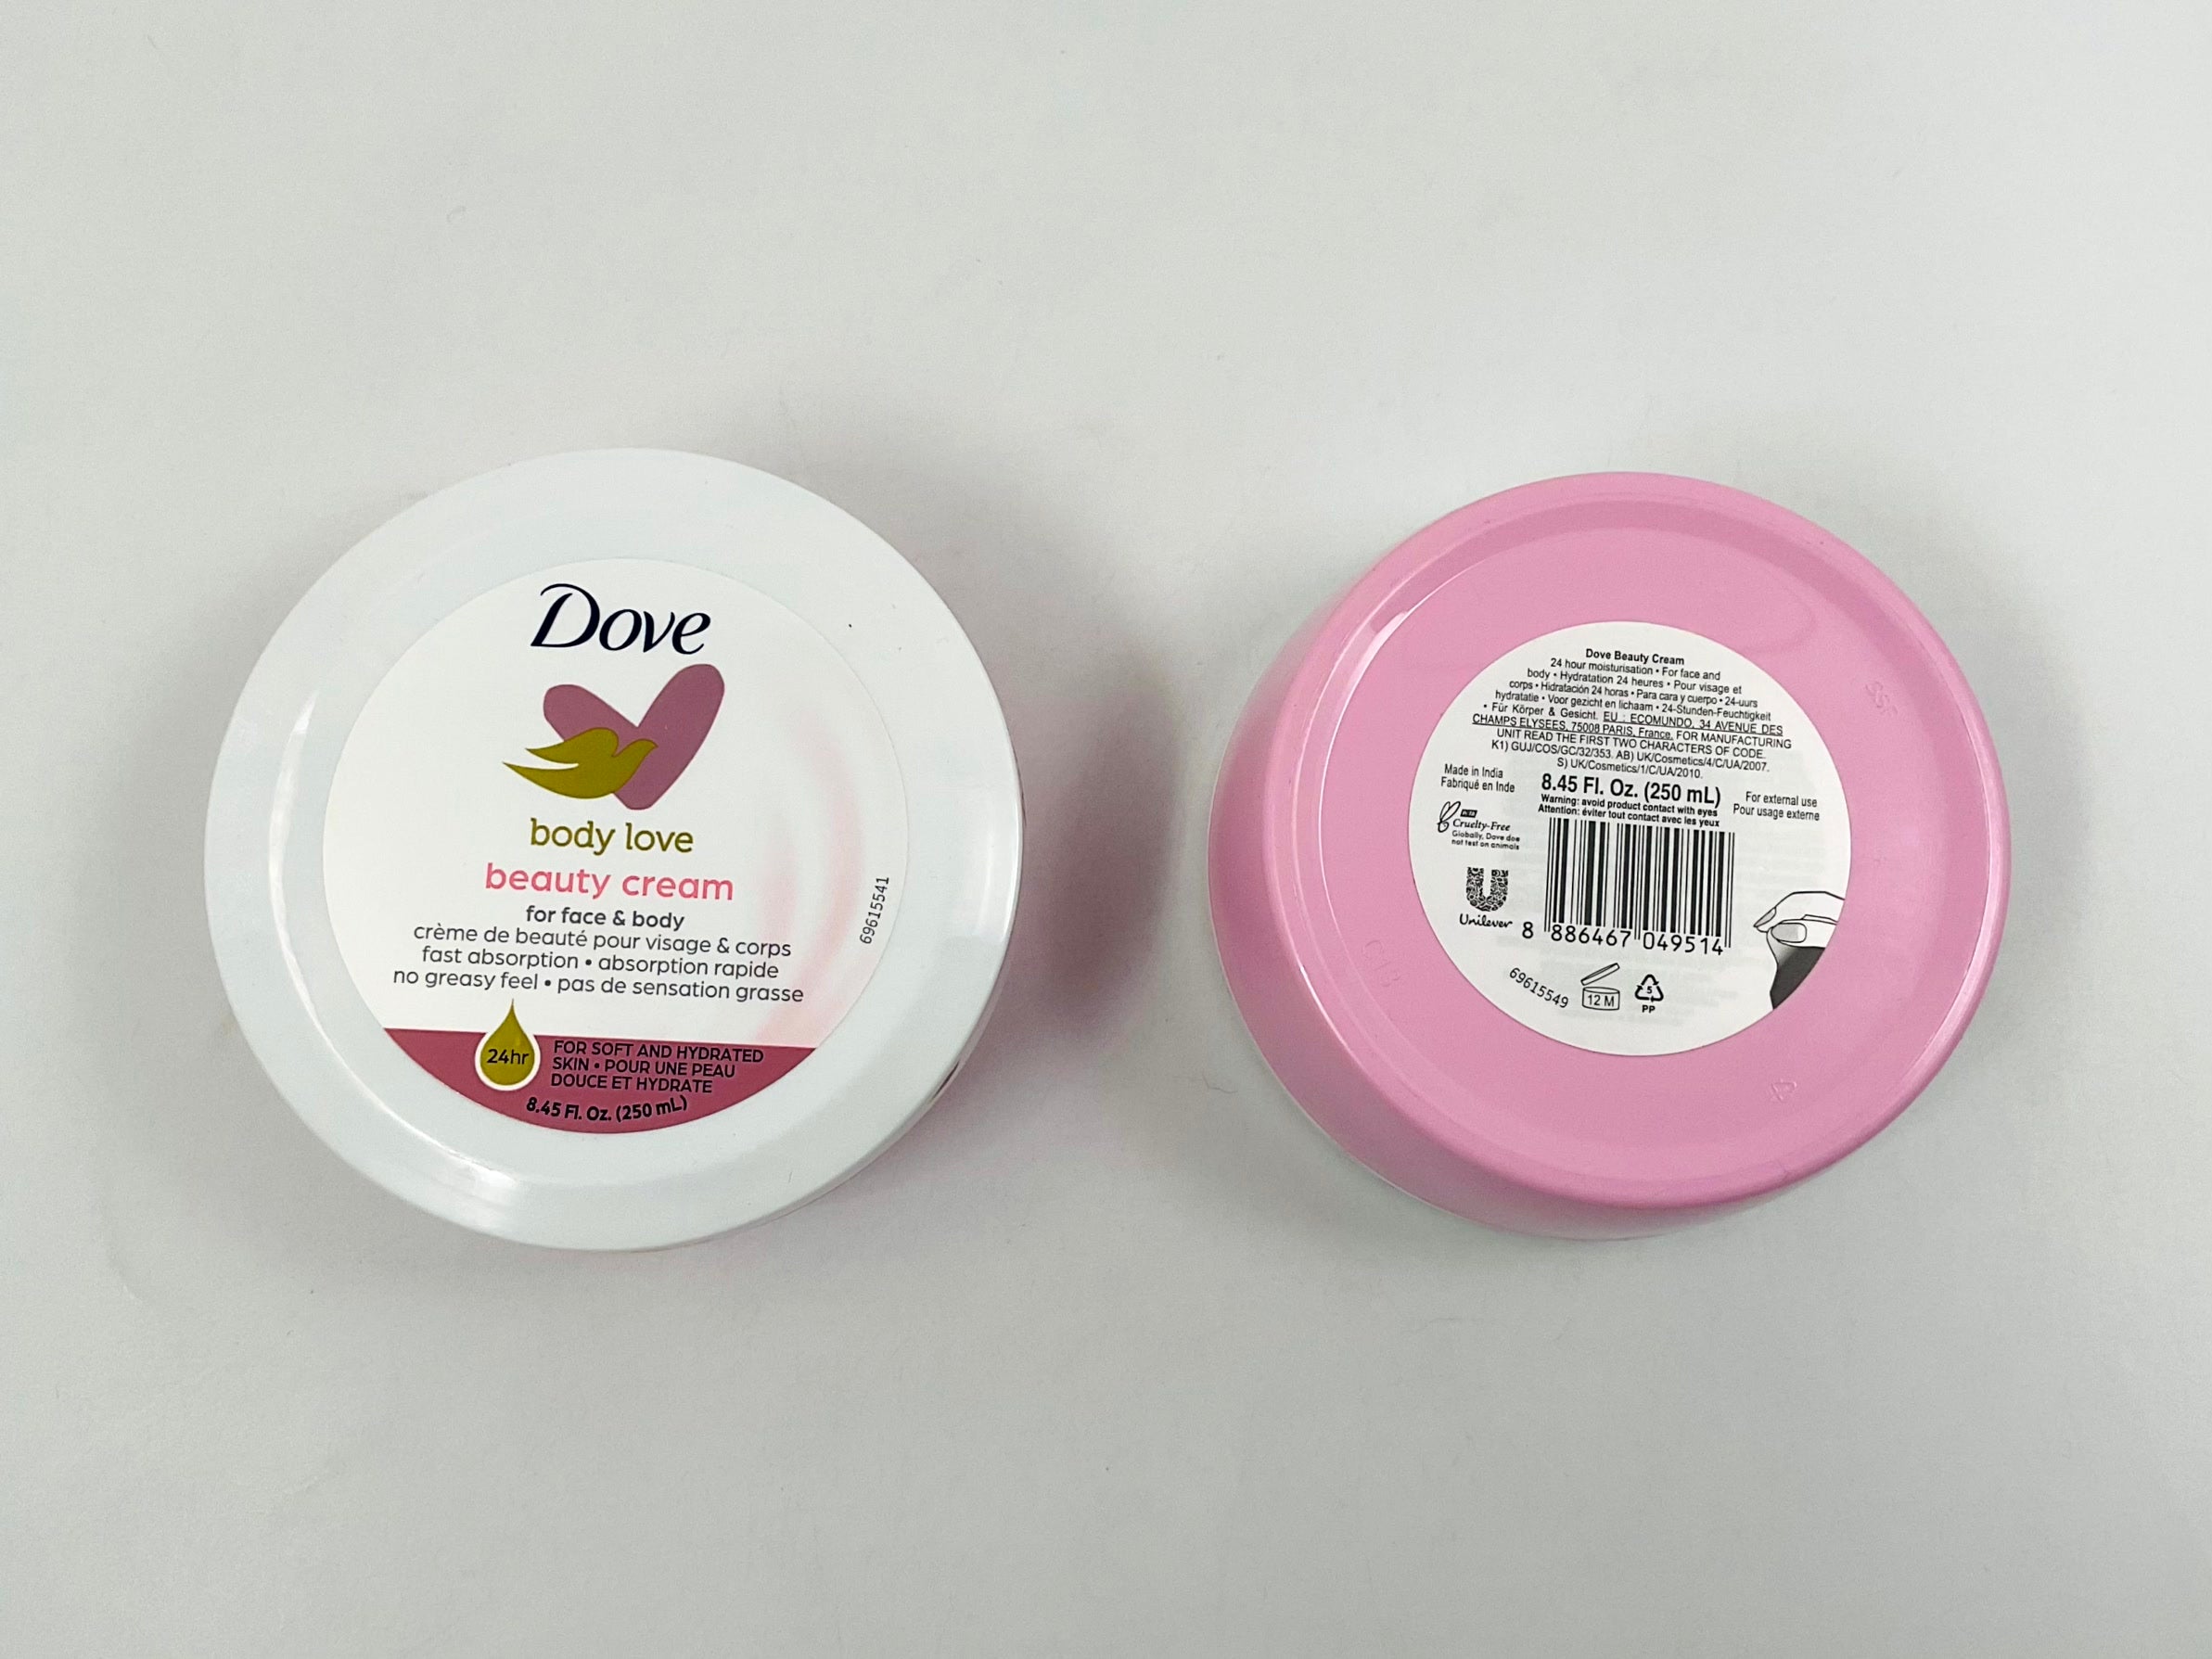 Dove
body love
beauty cream
for face & body
crème de beauté pour visage & corps
fast absorption • absorption rapide
no greasy feel • pas de sensation grasse
69615541
24hr
FOR SOFT AND HYDRATED
SKIN • POUR UNE PEAU
DOUCE ET HYDRATE
8.45 Fl. Oz. (250 mL)
Dove Beauty Cream
24 hour moisturisation • For face and
body • Hydratation 24 heures • Pour visage et
corps • Hidratación 24 horas • Para cara y cuerpo • 24-uurs
hydratatie • Voor gezicht en lichaam • 24-Stunden-Feuchtigkeit
• Für Körper & Gesicht. EU : ECOMUNDO, 34 AVENUE DES
CHAMPS ELYSEES, 75008 PARIS, France. FOR MANUFACTURING
UNIT READ THE FIRST TWO CHARACTERS OF CODE.
K1) GUJ/COS/GC/32/353. AB) UK/Cosmetics/4/C/UA/2007.
S) UK/Cosmetics/1/C/UA/2010.
Made in India
Fabriqué en Inde
8.45 Fl. Oz. (250 mL)
Warning: avoid product contact with eyes
Attention: éviter tout contact avec les yeux
For external use
Pour usage externe
Cruelty-Free
Globally, Dove doe
not test on animals
Unilever
8 886467 049514
69615549
12 M
5
PP